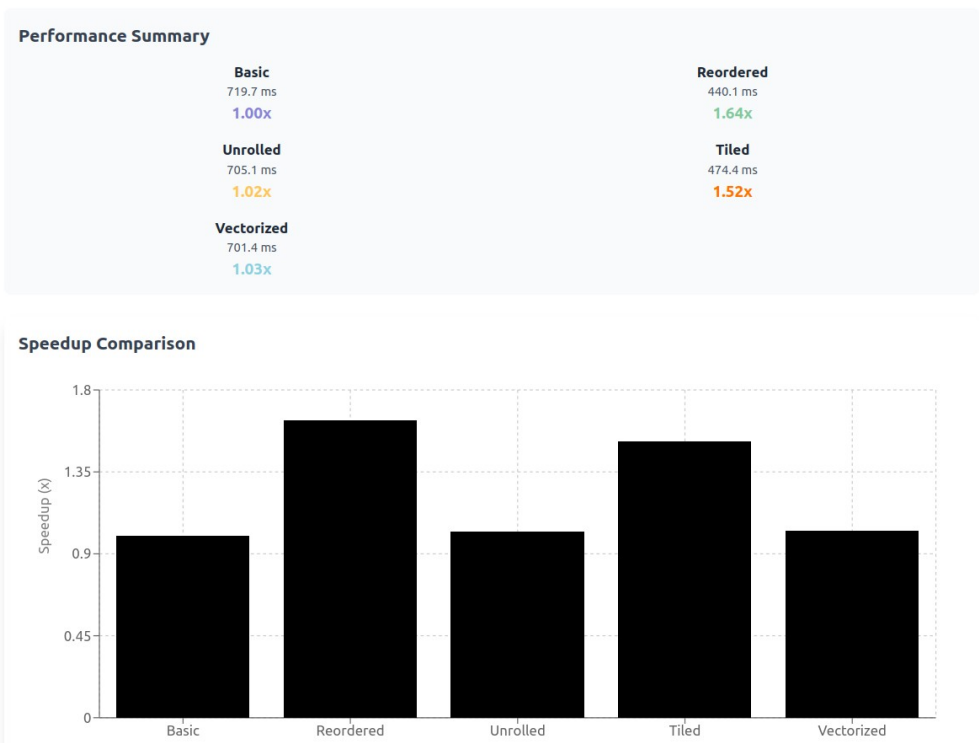 Performance Summary
Basic
719.7 ms
1.00x
Reordered
440.1 ms
1.64x
Unrolled
705.1 ms
1.02x
Tiled
474.4 ms
1.52x
Vectorized
701.4 ms
1.03x
Speedup Comparison
Speedup (x)
1.8
1.35
0.9
0.45
0
Basic
Reordered
Unrolled
Tiled
Vectorized